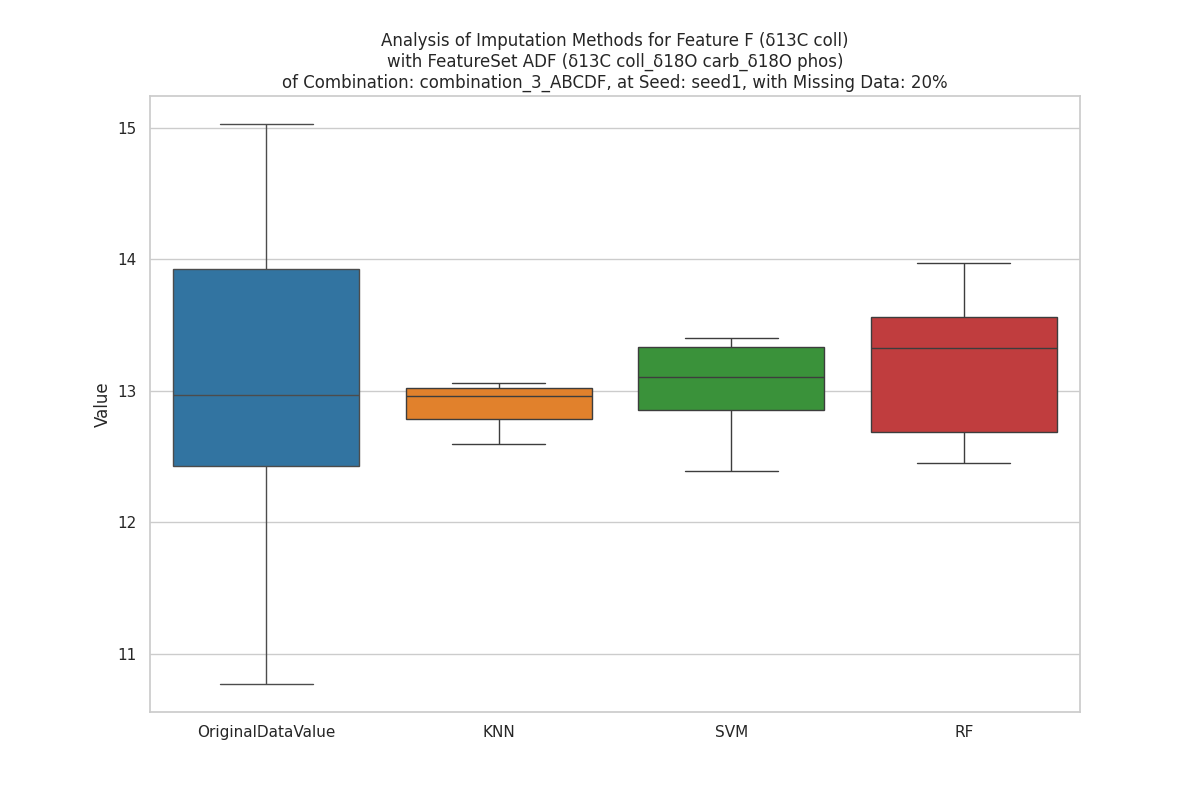 Analysis of Imputation Methods for Feature F (δ13C coll)
with FeatureSet ADF (δ13C coll_δ18O carb_δ18O phos)
of Combination: combination_3_ABCDF, at Seed: seed1, with Missing Data: 20%
15
14
13
12
11
Value
OriginalDataValue
KNN
SVM
RF